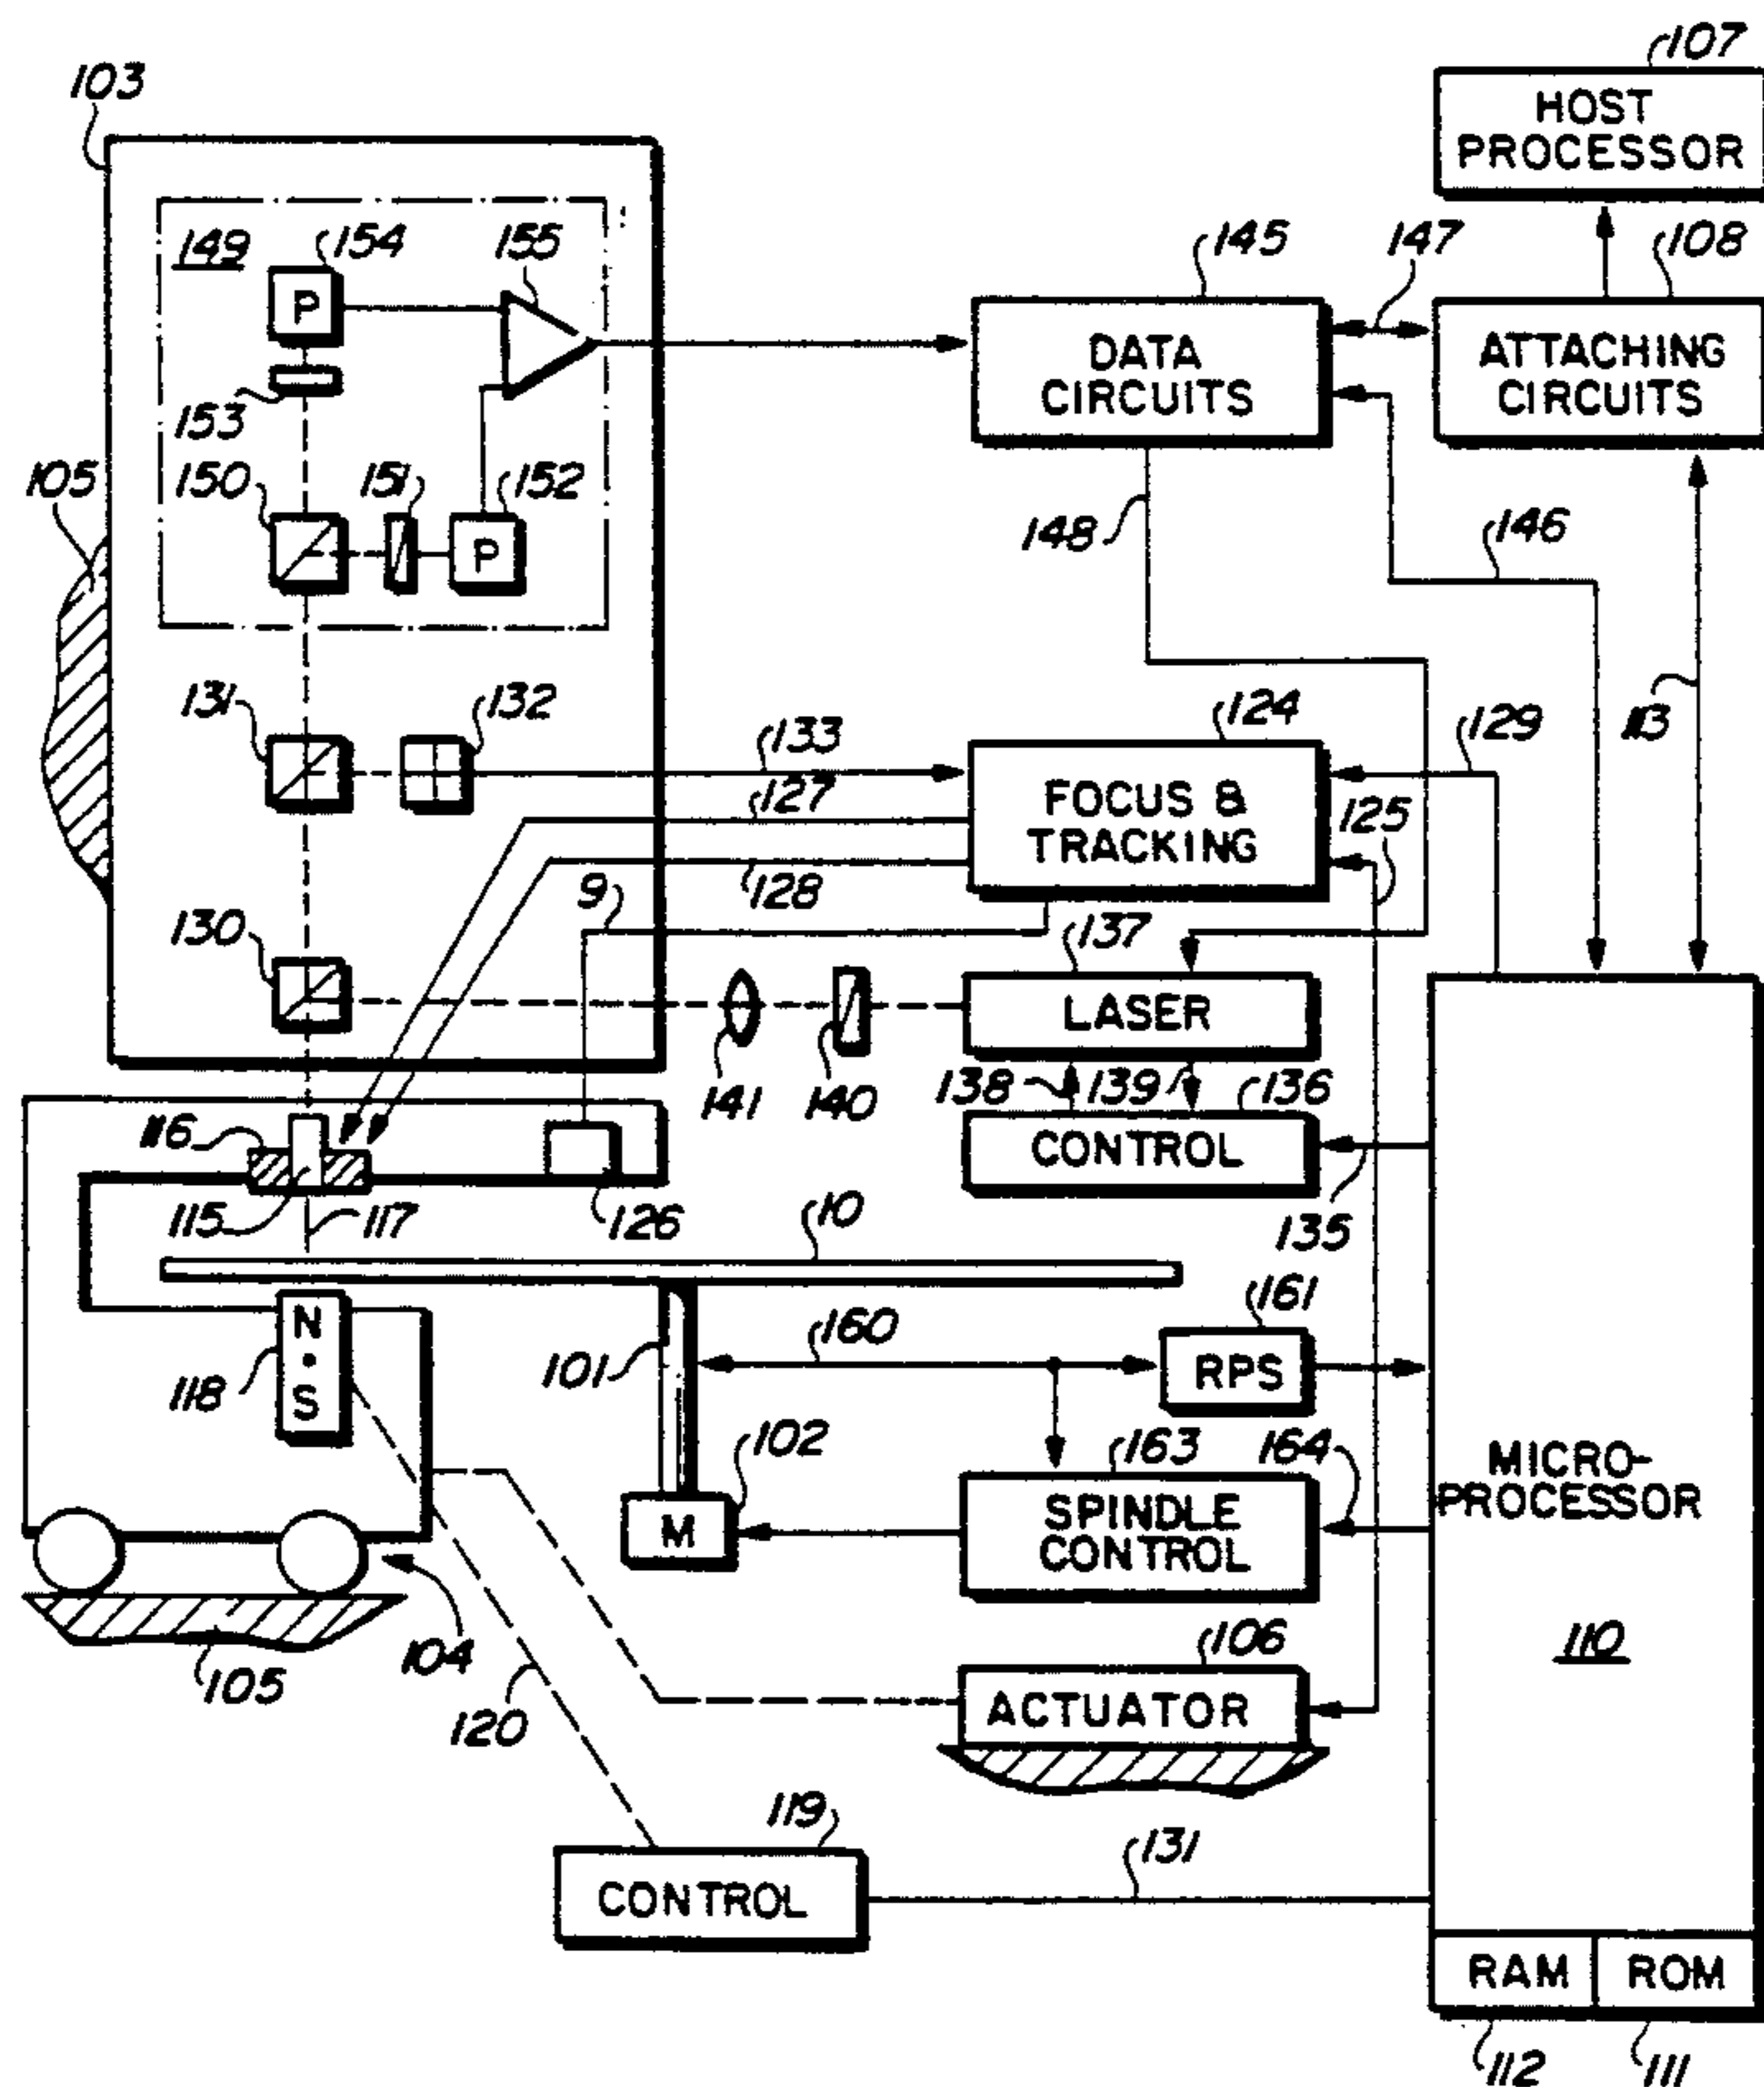 107
103
HOST
PROCESSOR
149
154
155
145
147
108
P
DATA
CIRCUITS
ATTACHING
CIRCUITS
153
105
150
151
152
148
146
P
131
132
133
124
129
113
127
125
FOCUS &
TRACKING
9
128
130
137
LASER
141
140
138
139
136
116
CONTROL
115
117
126
10
135
N
S
118
101
160
161
RPS
102
163
164
MICRO-
PROCESSOR
M
SPINDLE
CONTROL
104
105
120
106
110
ACTUATOR
119
131
CONTROL
RAM
ROM
112
111